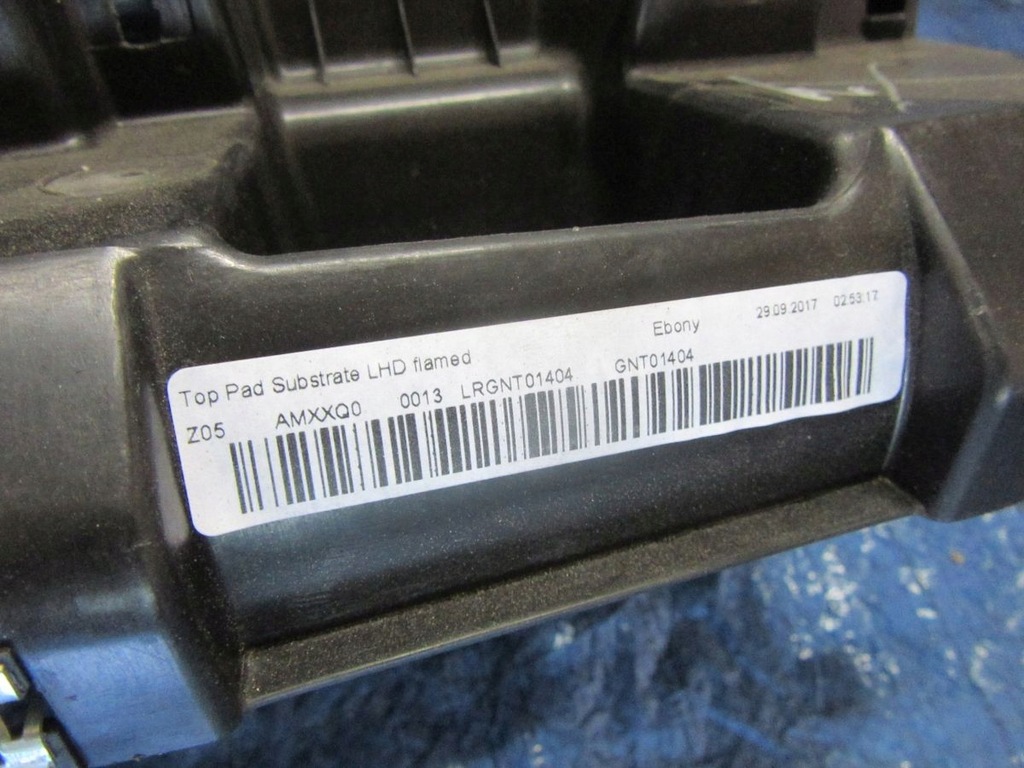 Top Pad Substrate LHD flamed Ebony 29.09.2017 02:53:17
Z05 AMXXQ0 0013 LRGNT01404 GNT01404